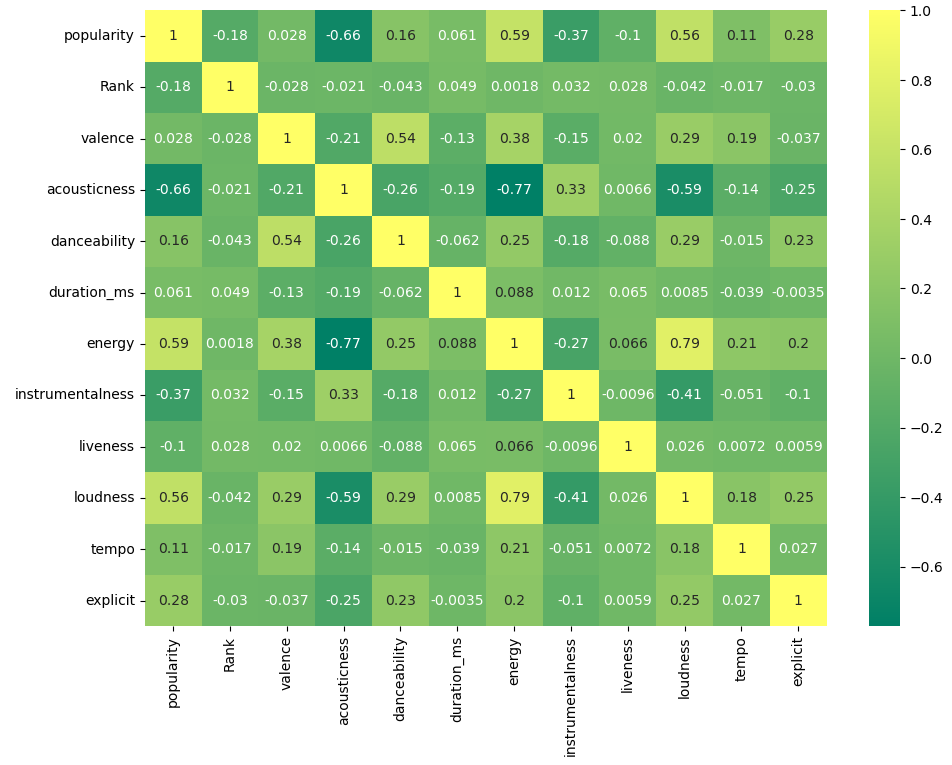 popularity 1 -0.18 0.028 -0.66 0.16 0.061 0.59 -0.37 -0.1 0.56 0.11 0.28
Rank -0.18 1 -0.028 -0.021 -0.043 0.049 0.0018 0.032 0.028 -0.042 -0.017 -0.03
valence 0.028 -0.028 1 -0.21 0.54 -0.13 0.38 -0.15 0.02 0.29 0.19 -0.037
acousticness -0.66 -0.021 -0.21 1 -0.26 -0.19 -0.77 0.33 0.0066 -0.59 -0.14 -0.25
danceability 0.16 -0.043 0.54 -0.26 1 -0.062 0.25 -0.18 -0.088 0.29 -0.015 0.23
duration_ms 0.061 0.049 -0.13 -0.19 -0.062 1 0.088 0.012 0.065 0.0085 -0.039 -0.0035
energy 0.59 0.0018 0.38 -0.77 0.25 0.088 1 -0.27 0.066 0.79 0.21 0.2
instrumentalness -0.37 0.032 -0.15 0.33 -0.18 0.012 -0.27 1 -0.0096 -0.41 -0.051 -0.1
liveness -0.1 0.028 0.02 0.0066 -0.088 0.065 0.066 -0.0096 1 0.026 0.0072 0.0059
loudness 0.56 -0.042 0.29 -0.59 0.29 0.0085 0.79 -0.41 0.026 1 0.18 0.25
tempo 0.11 -0.017 0.19 -0.14 -0.015 -0.039 0.21 -0.051 0.0072 0.18 1 0.027
explicit 0.28 -0.03 -0.037 -0.25 0.23 -0.0035 0.2 -0.1 0.0059 0.25 0.027 1
popularity
Rank
valence
acousticness
danceability
duration_ms
energy
instrumentalness
liveness
loudness
tempo
explicit
1.0
0.8
0.6
0.4
0.2
0.0
−0.2
−0.4
−0.6